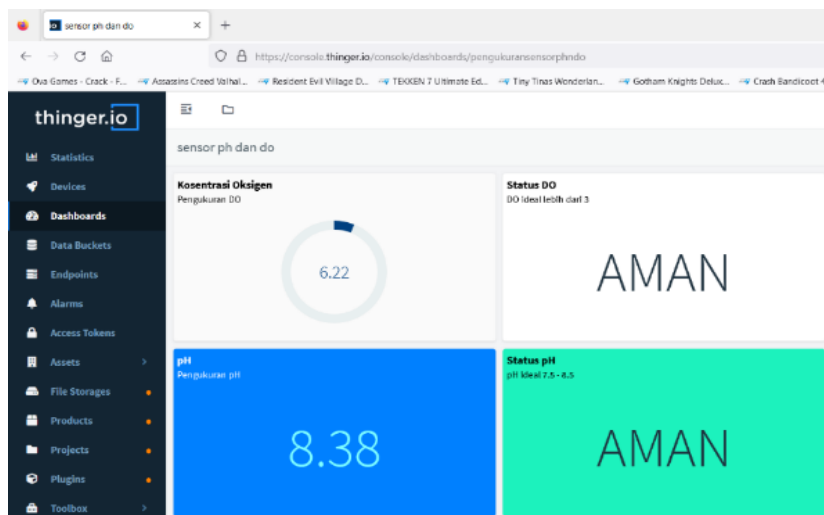 sensor ph dan do
https://console.thinger.io/console/dashboards/pengukuransensorphndo
Ova Games - Crack - F...
Assassins Creed Valhal...
Resident Evil Village D...
TEKKEN 7 Ultimate Ed...
Tiny Tinas Wonderlan...
Gotham Knights Delux...
Crash Bandicoot 4
thinger.io
sensor ph dan do
Statistics
Devices
Dashboards
Data Buckets
Endpoints
Alarms
Access Tokens
Assets
File Storages
Products
Projects
Plugins
Toolbox
Kosentrasi Oksigen
Pengukuran DO
6.22
Status DO
DO Ideal lebih dari 3
AMAN
pH
Pengukuran pH
8.38
Status pH
pH Ideal 7.5 - 8.5
AMAN